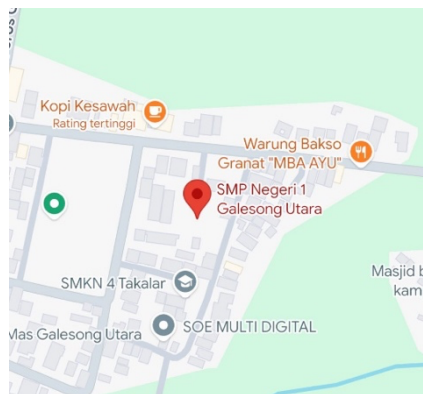 Kopi Kesawah
Rating tertinggi
Warung Bakso
Granat "MBA AYU"
SMP Negeri 1
Galesong Utara
SMKN 4 Takalar
Masjid b
kam
SOE MULTI DIGITAL
Mas Galesong Utara